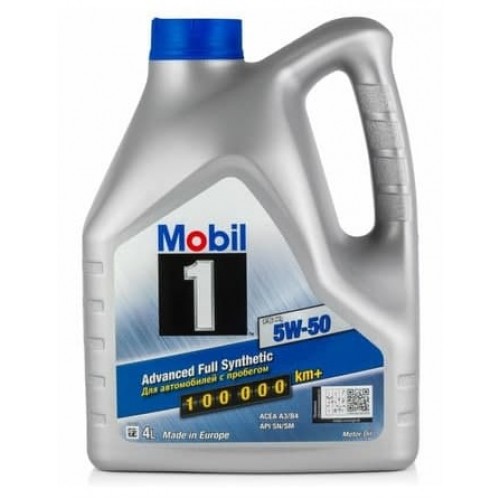 Mobil
1
TM
5W-50
Advanced Full Synthetic
Для автомобилей с пробегом
100 000 km+
ACEA A3/B4
API SN/SM
4L Made in Europe
Motor Oil